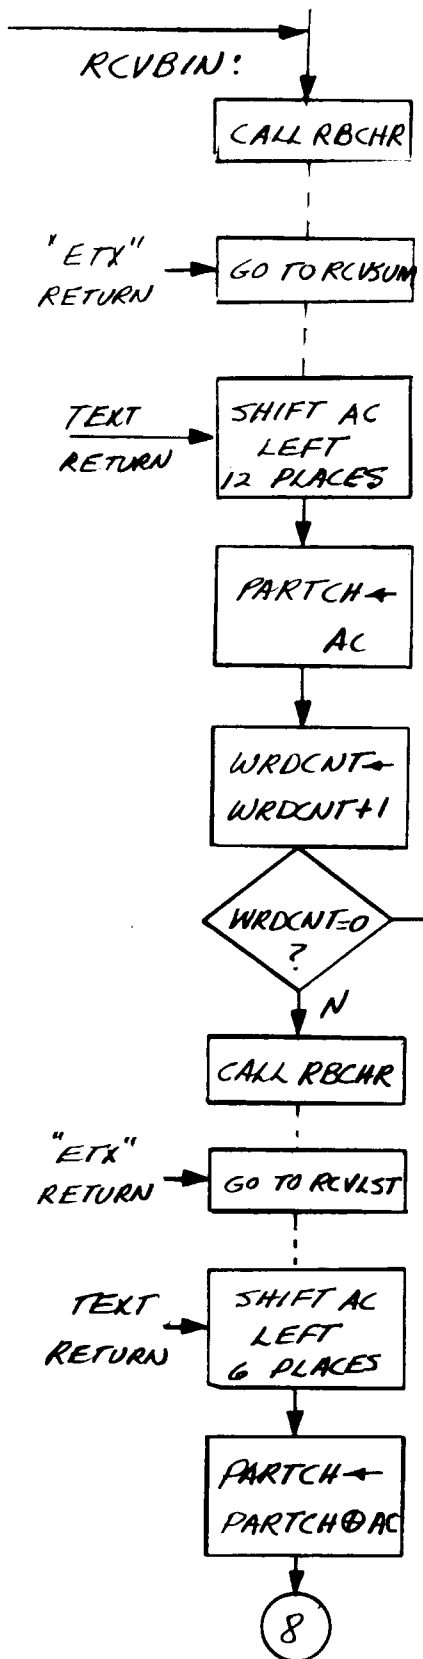 RCVBIN:
CALL RBCHR
"ETX"
RETURN
GO TO RCVSUM
TEXT
RETURN
SHIFT AC
LEFT
12 PLACES
PARTCH ←
AC
WRDCNT ←
WRDCNT+1
WRDCNT=0
?
N
CALL RBCHR
"ETX"
RETURN
GO TO RCVLST
TEXT
RETURN
SHIFT AC
LEFT
6 PLACES
PARTCH ←
PARTCH ⊕ AC
8